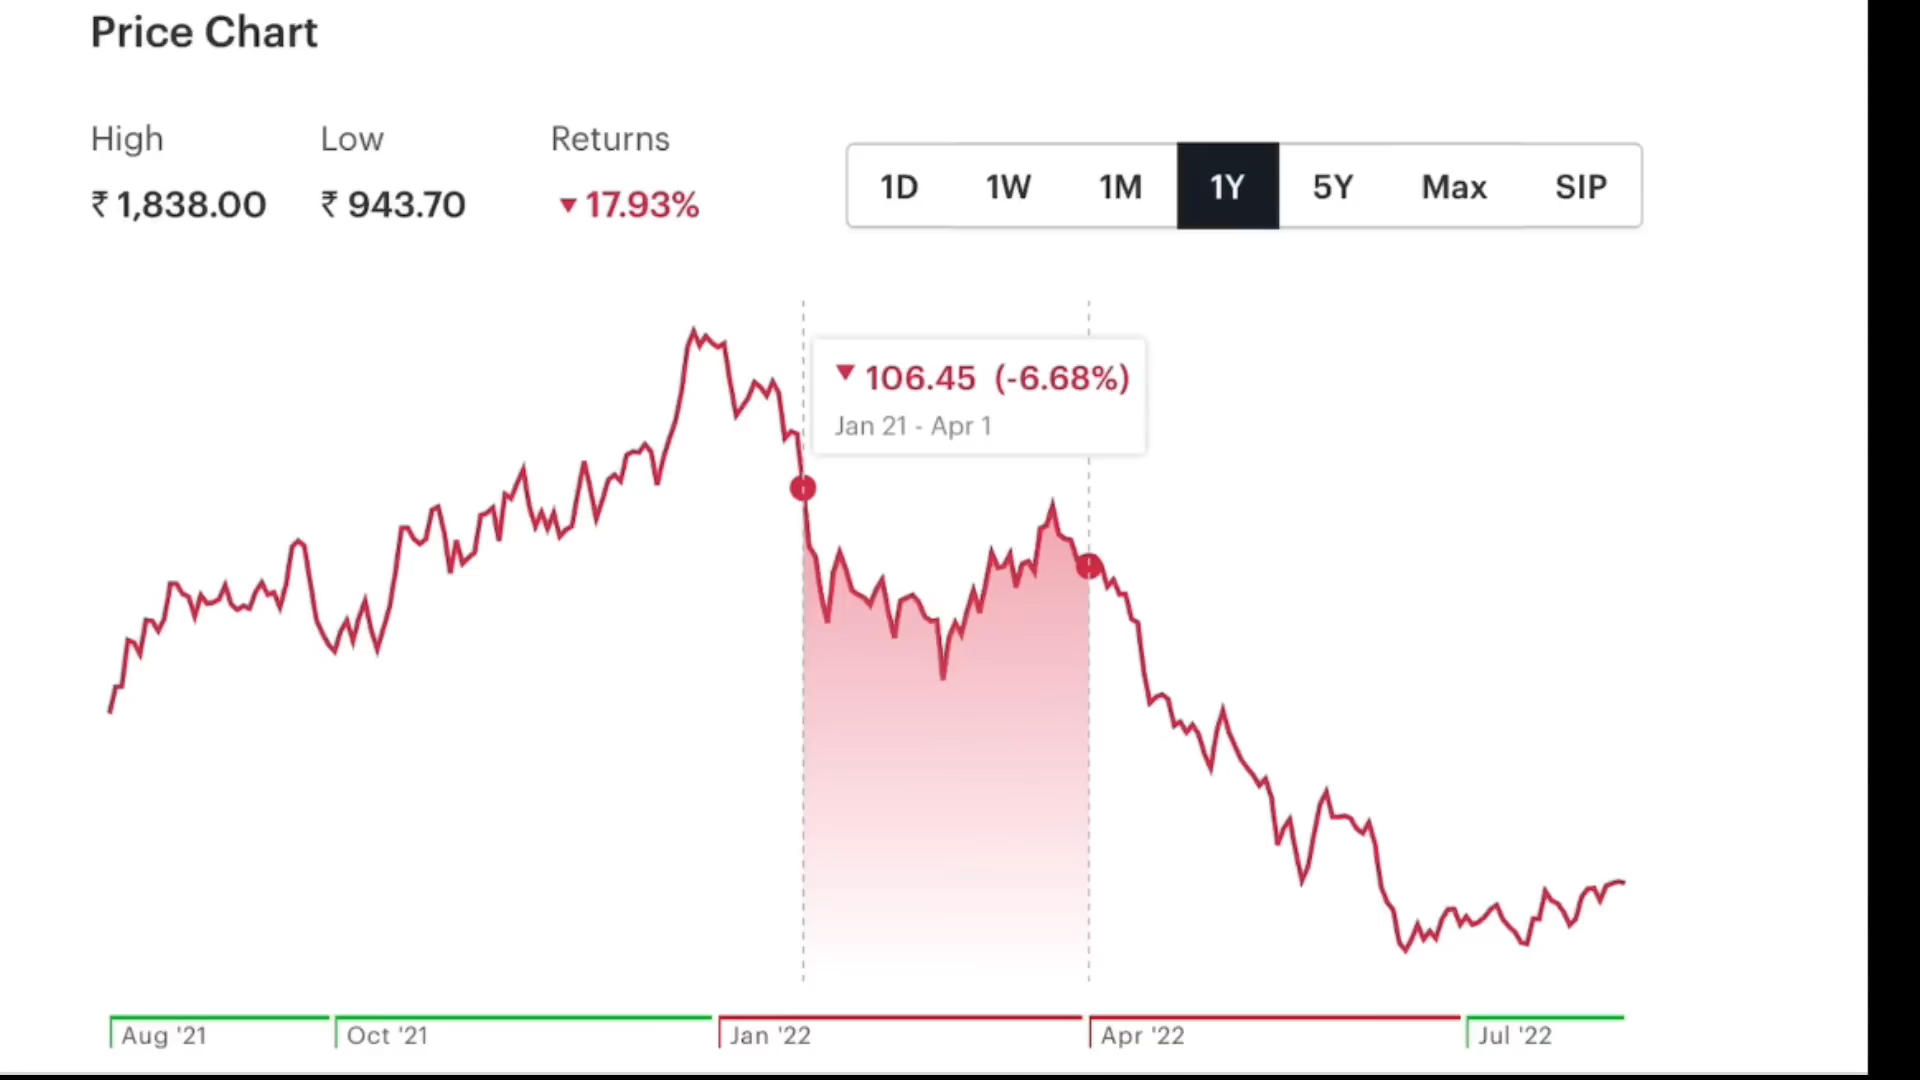 Price Chart
High Low Returns
₹ 1,838.00 ₹ 943.70 ▼ 17.93%
1D 1W 1M 1Y 5Y Max SIP
▼ 106.45 (-6.68%)
Jan 21 - Apr 1
Aug '21 Oct '21 Jan '22 Apr '22 Jul '22